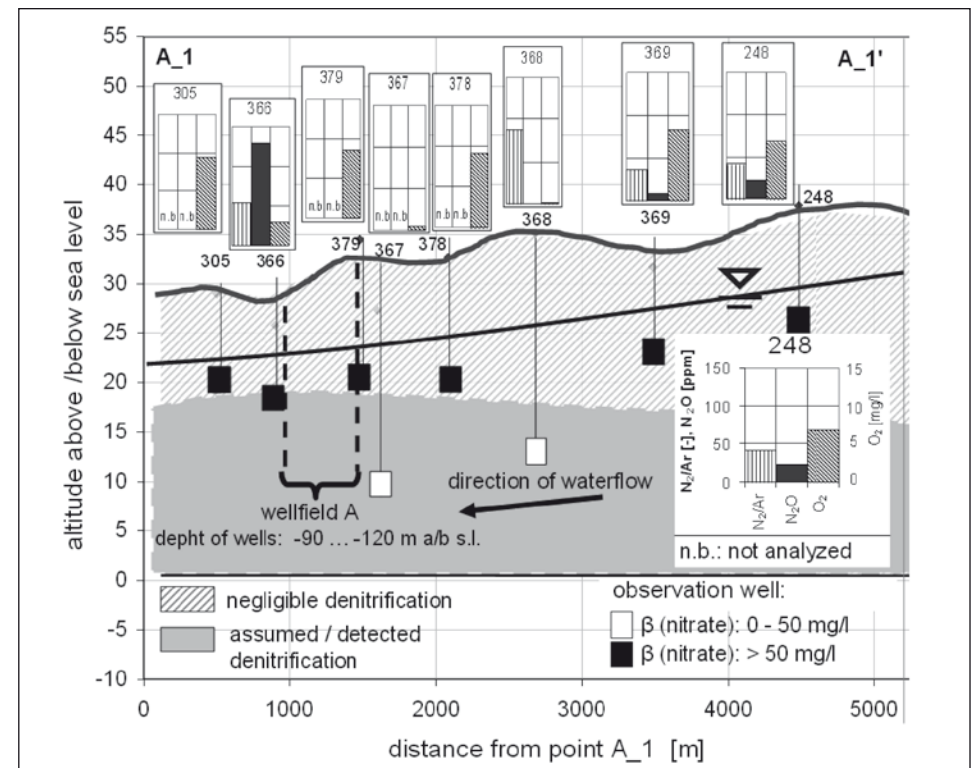 altitude above /below sea level
55
50
45
40
35
30
25
20
15
10
5
0
-5
-10
A_1
A_1'
305
n.b n.b
366
379
n.b n.b
367
n.b n.b
378
n.b n.b
368
369
248
305
366
379
367
378
368
369
248
248
N₂/Ar [-], N₂O [ppm]
150
100
50
0
15
10
5
0
O₂ [mg/l]
N₂/Ar
N₂O
O₂
n.b.: not analyzed
direction of waterflow
wellfield A
depht of wells: -90 ... -120 m a/b s.l.
negligible denitrification
assumed / detected
denitrification
observation well:
β (nitrate): 0 - 50 mg/l
β (nitrate): > 50 mg/l
0
1000
2000
3000
4000
5000
distance from point A_1 [m]